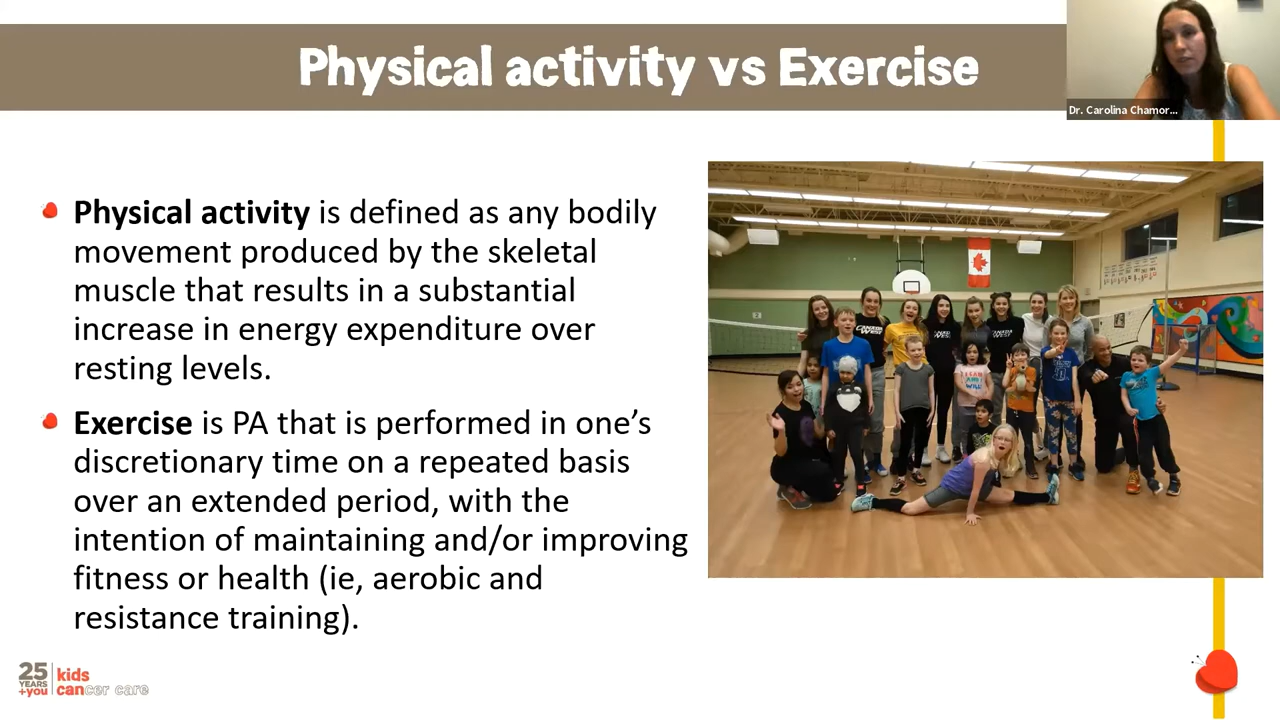 Physical activity vs Exercise
Dr. Carolina Chamor...
Physical activity is defined as any bodily
movement produced by the skeletal
muscle that results in a substantial
increase in energy expenditure over
resting levels.
Exercise is PA that is performed in one’s
discretionary time on a repeated basis
over an extended period, with the
intention of maintaining and/or improving
fitness or health (ie, aerobic and
resistance training).
CANADA
WEST
25
YEARS
+you
kids
cancer care